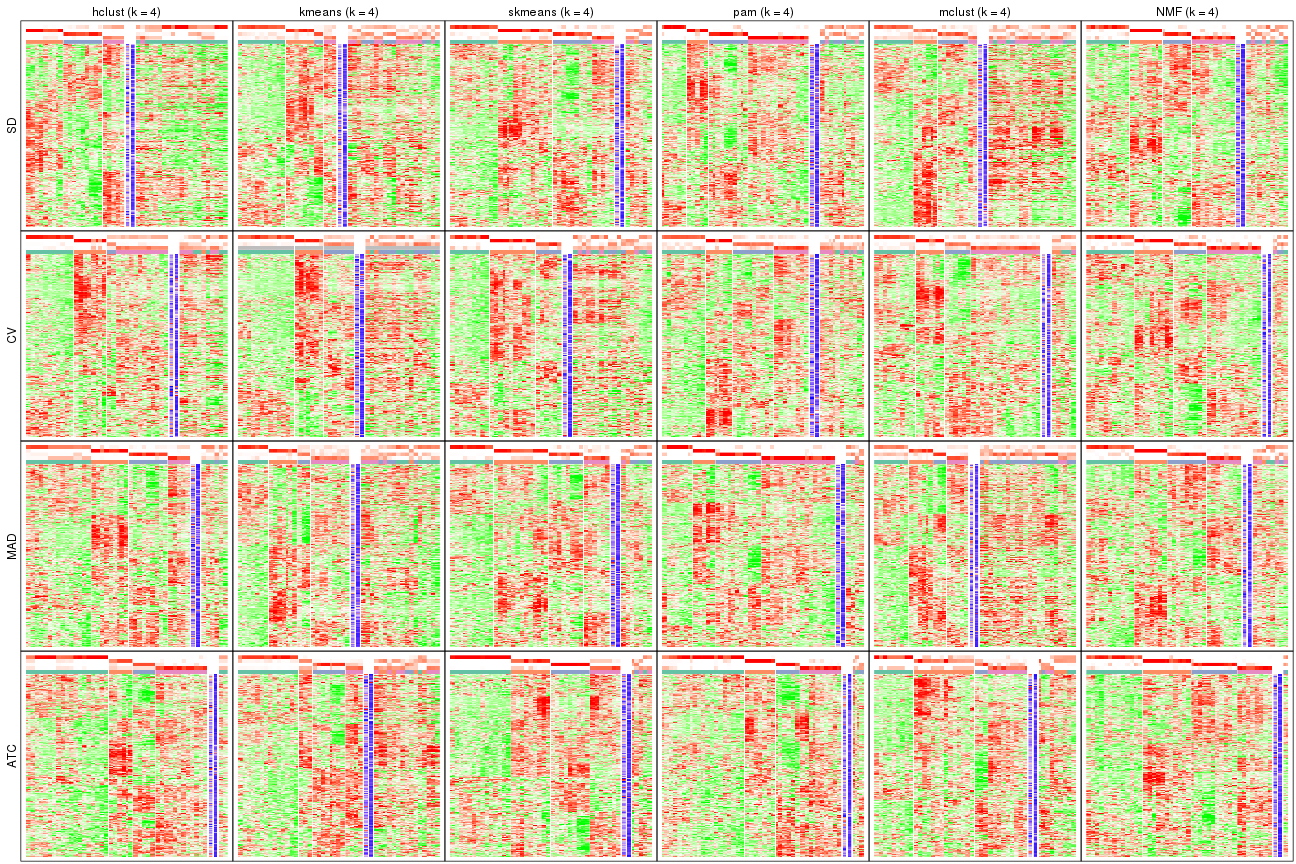 hclust (k = 4)
kmeans (k = 4)
skmeans (k = 4)
pam (k = 4)
mclust (k = 4)
NMF (k = 4)
SD
CV
MAD
ATC